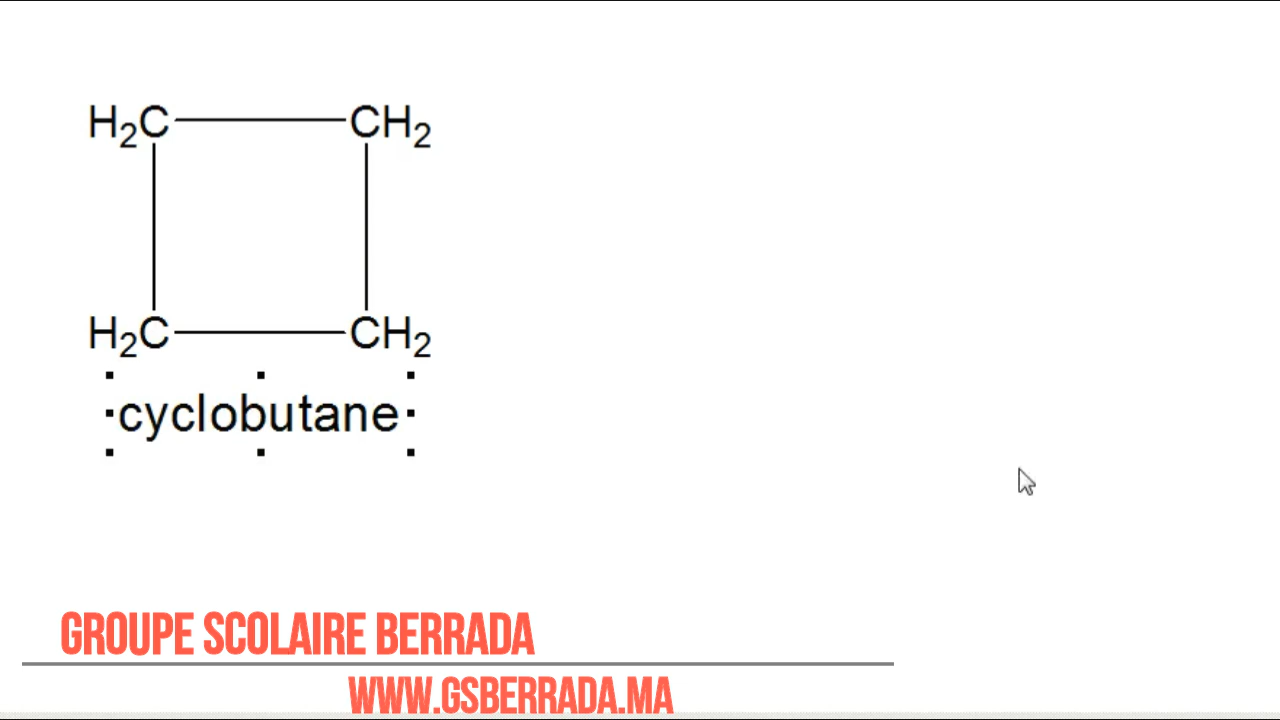 H₂C CH₂
H₂C CH₂
cyclobutane
GROUPE SCOLAIRE BERRADA
WWW.GSBERRADA.MA